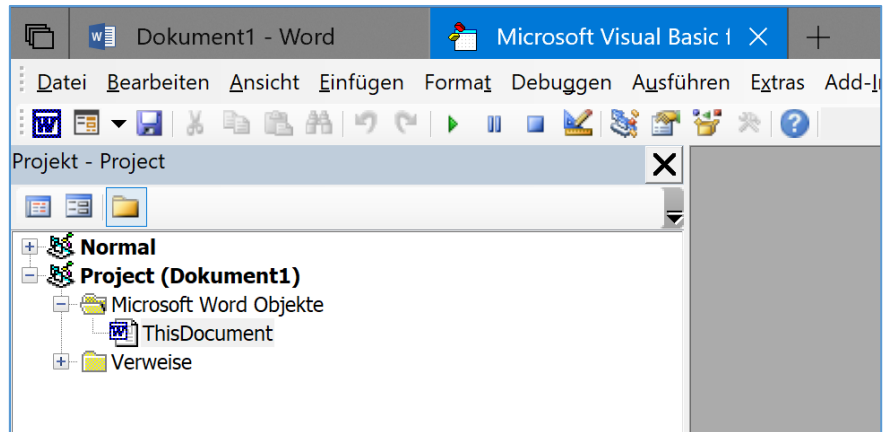 Dokument1 - Word Microsoft Visual Basic f
Datei Bearbeiten Ansicht Einfügen Format Debuggen Ausführen Extras Add-I
Projekt - Project
Normal
Project (Dokument1)
Microsoft Word Objekte
ThisDocument
Verweise